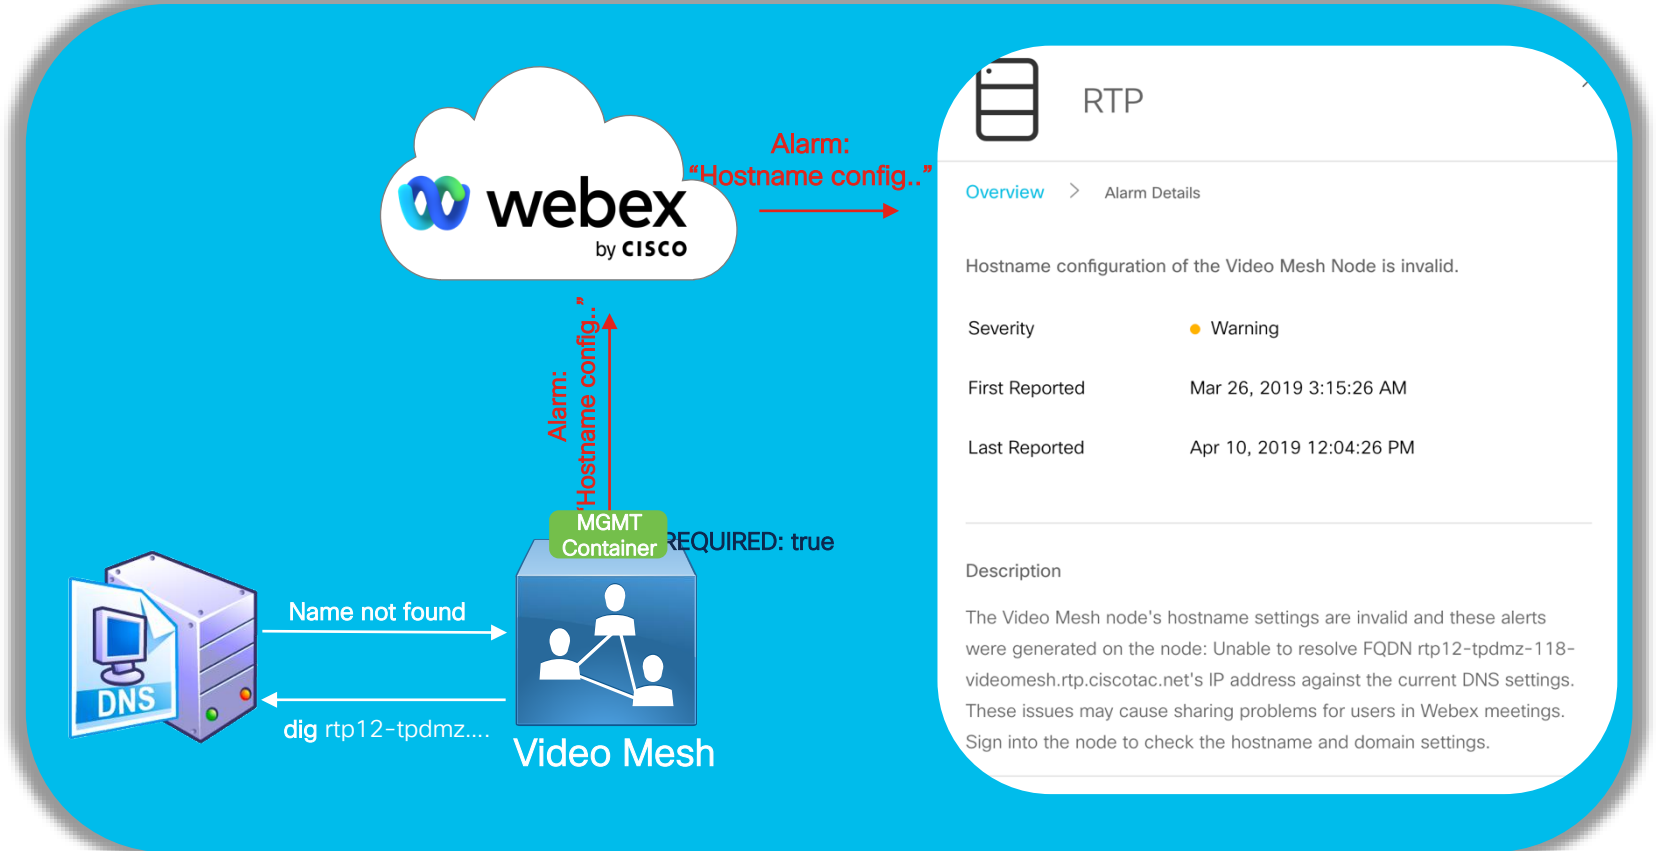 webex
by CISCO
Alarm:
“Hostname config..”
Alarm:
“Hostname config..”
MGMT
Container
REQUIRED: true
Name not found
DNS
dig rtp12-tpdmz....
Video Mesh
RTP
Overview > Alarm Details
Hostname configuration of the Video Mesh Node is invalid.
Severity Warning
First Reported Mar 26, 2019 3:15:26 AM
Last Reported Apr 10, 2019 12:04:26 PM
Description
The Video Mesh node's hostname settings are invalid and these alerts
were generated on the node: Unable to resolve FQDN rtp12-tpdmz-118-
videomesh.rtp.ciscotac.net's IP address against the current DNS settings.
These issues may cause sharing problems for users in Webex meetings.
Sign into the node to check the hostname and domain settings.